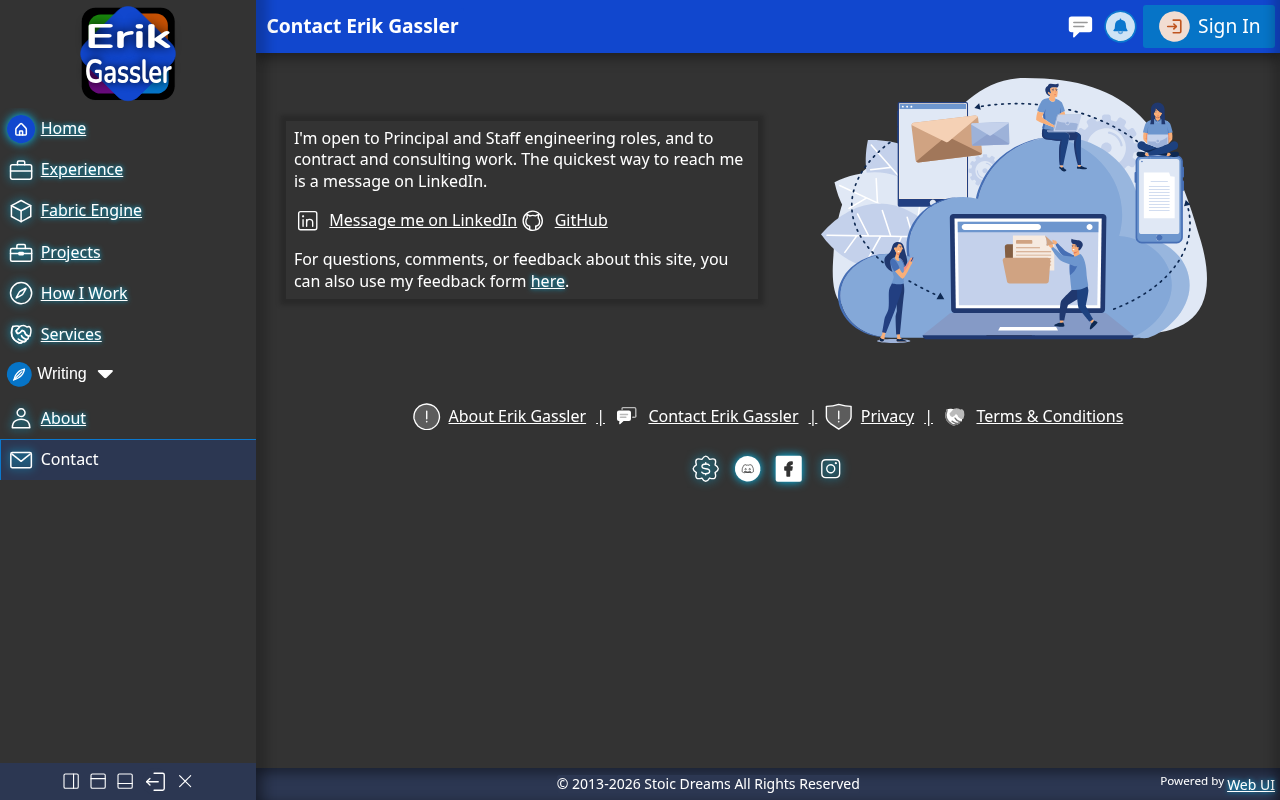 Erik
Gassler
Home
Experience
Fabric Engine
Projects
How I Work
Services
Writing
About
Contact
Contact Erik Gassler
Sign In
I'm open to Principal and Staff engineering roles, and to
contract and consulting work. The quickest way to reach me
is a message on LinkedIn.
Message me on LinkedIn GitHub
For questions, comments, or feedback about this site, you
can also use my feedback form here.
About Erik Gassler | Contact Erik Gassler | Privacy | Terms & Conditions
© 2013-2026 Stoic Dreams All Rights Reserved
Powered by Web UI